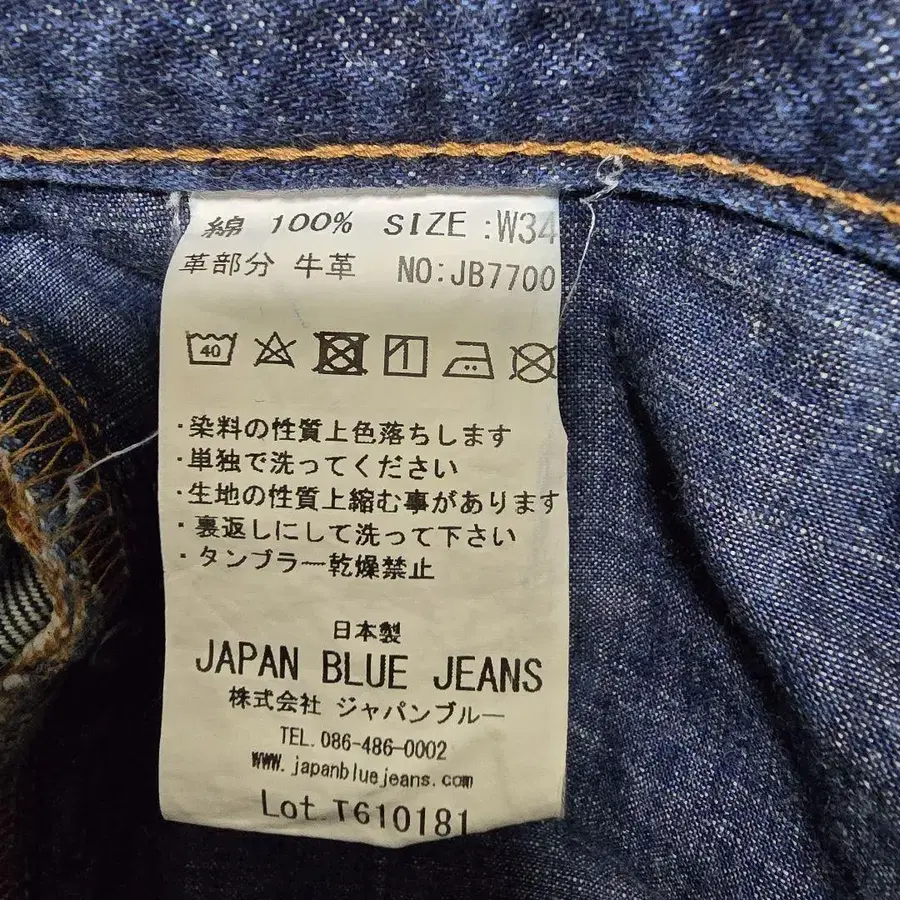 綿 100% SIZE:W34
革部分 牛革 NO:JB7700
40
・染料の性質上色落ちします
・単独で洗ってください
・生地の性質上縮む事があります
・裏返しにして洗って下さい
・タンブラー乾燥禁止
日本製
JAPAN BLUE JEANS
株式会社 ジャパンブルー
TEL.086-486-0002
www.japanbluejeans.com
Lot.T610181